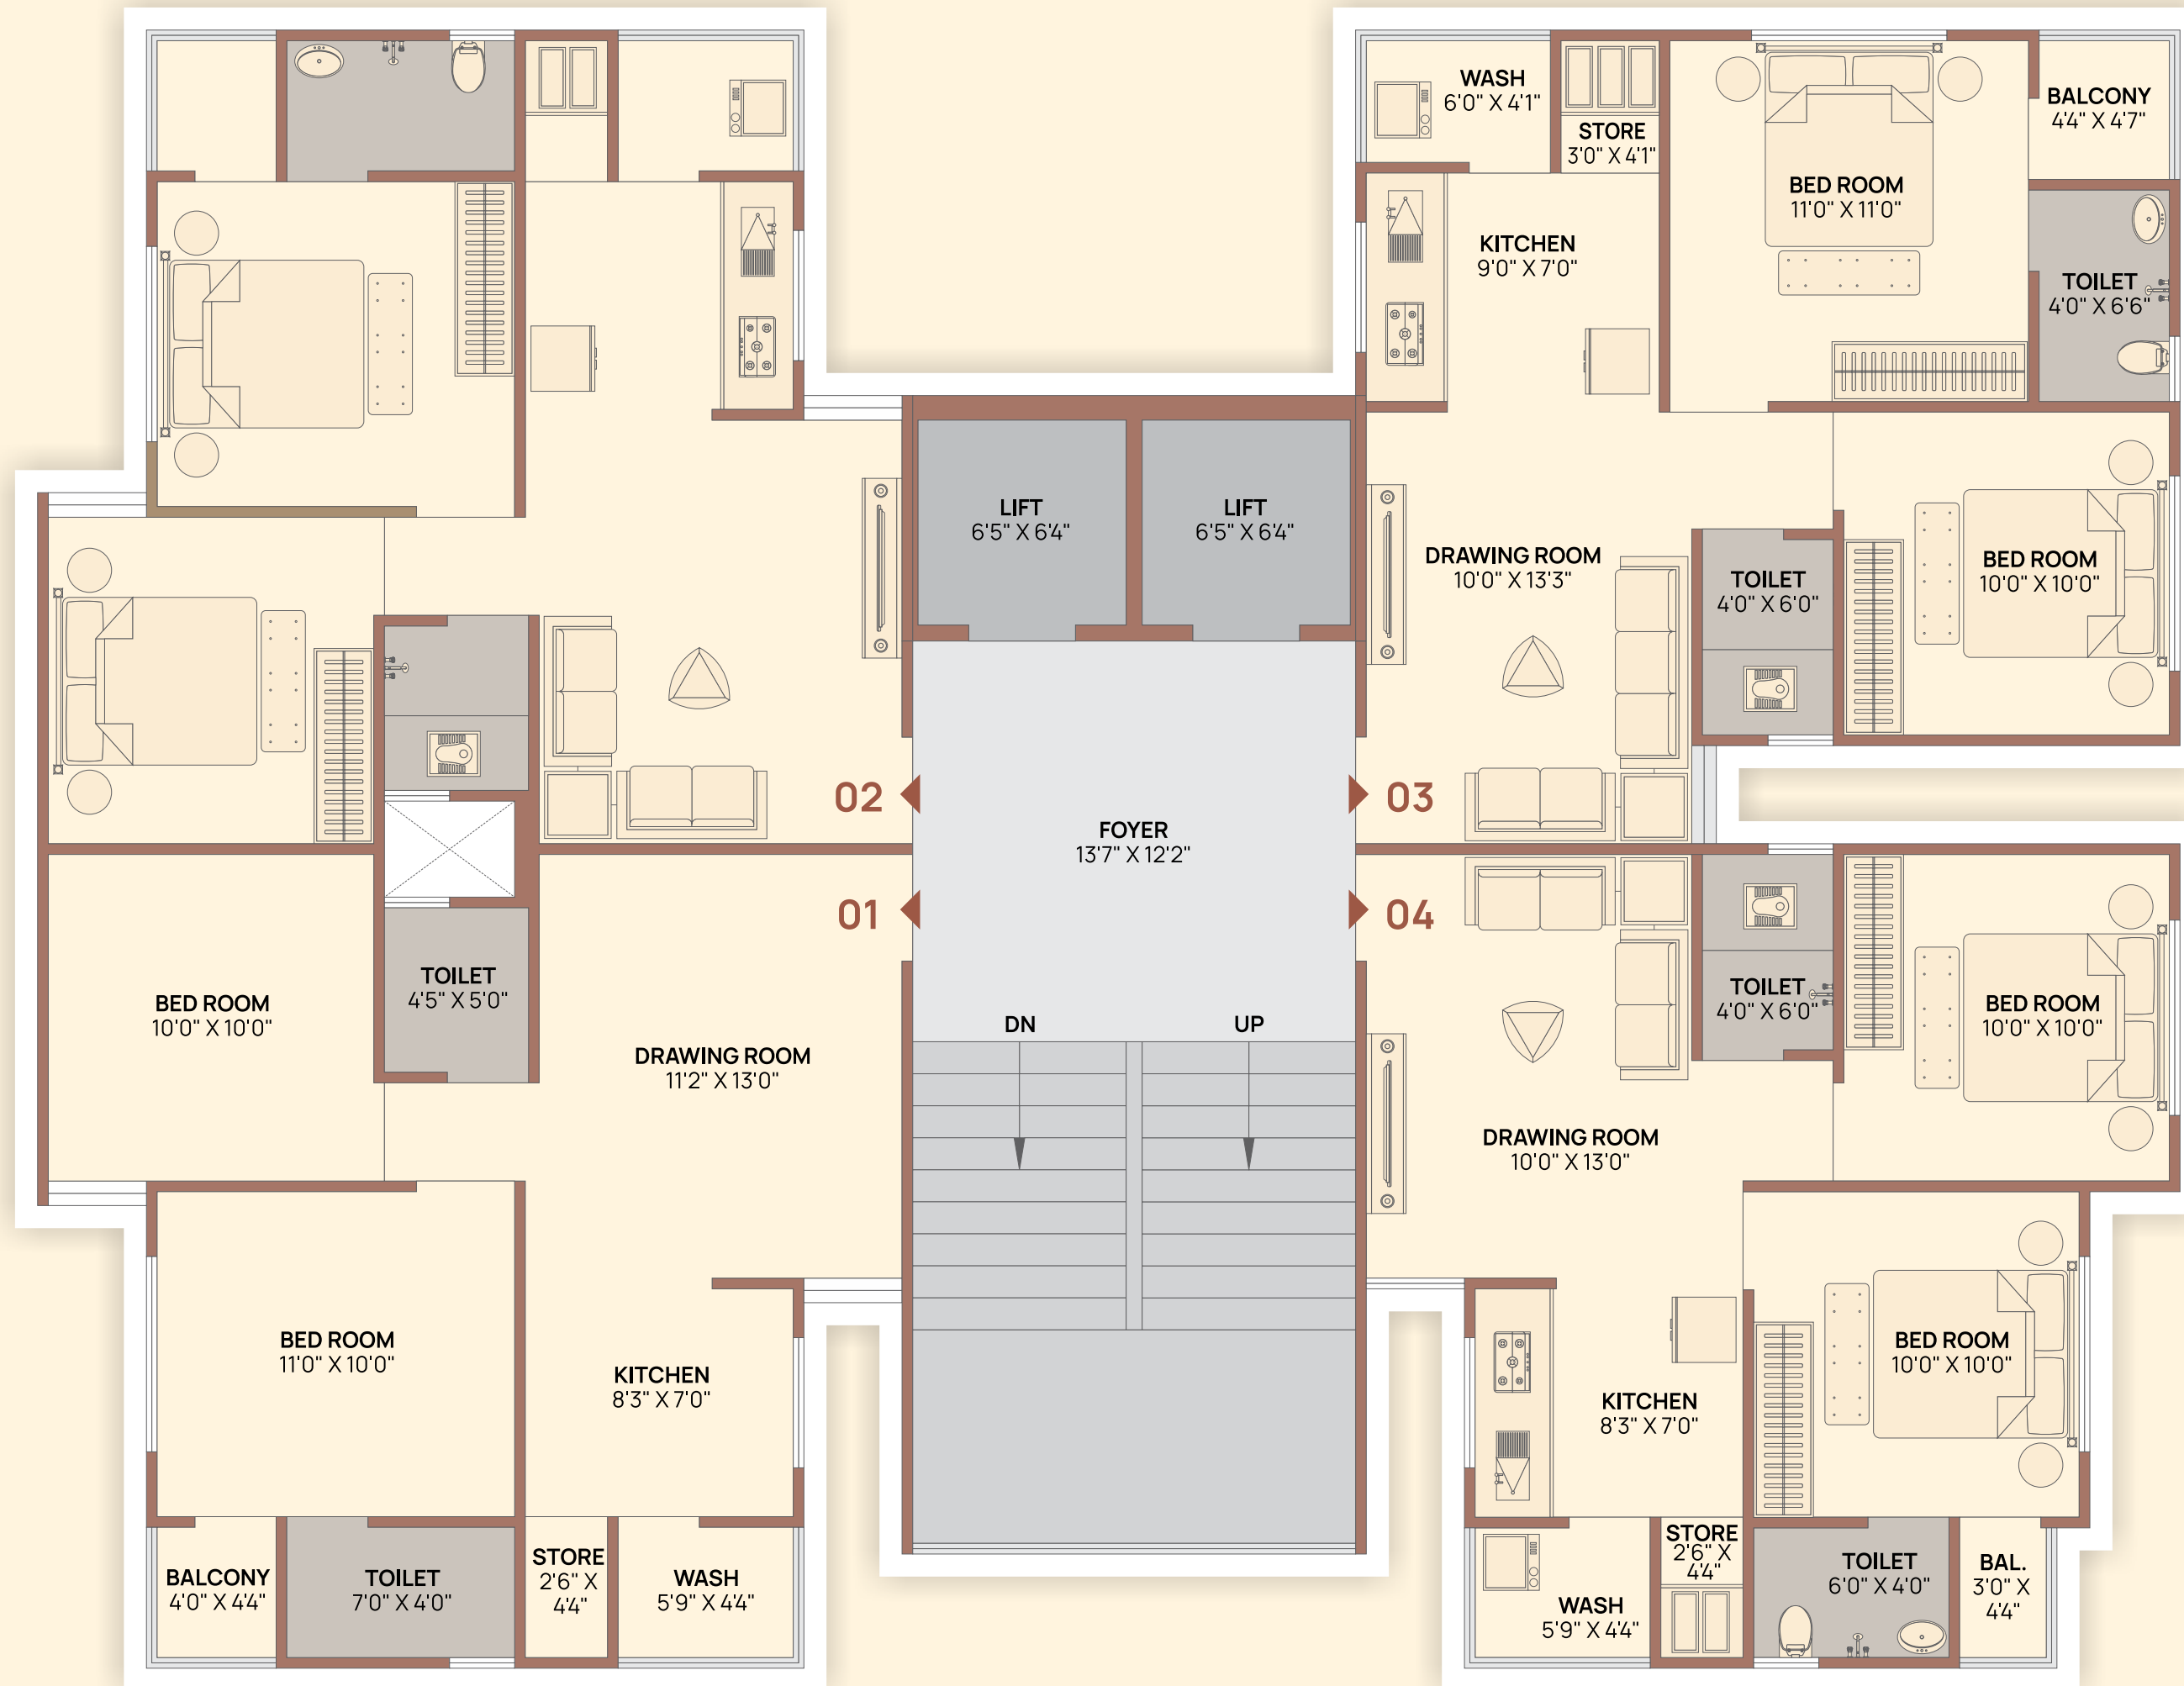 WASH
6'0" X 4'1"
STORE
3'0" X 4'1"
BED ROOM
11'0" X 11'0"
BALCONY
4'4" X 4'7"
KITCHEN
9'0" X 7'0"
TOILET
4'0" X 6'6"
LIFT
6'5" X 6'4"
LIFT
6'5" X 6'4"
DRAWING ROOM
10'0" X 13'3"
TOILET
4'0" X 6'0"
BED ROOM
10'0" X 10'0"
02
03
FOYER
13'7" X 12'2"
01
04
BED ROOM
10'0" X 10'0"
TOILET
4'5" X 5'0"
DRAWING ROOM
11'2" X 13'0"
DN
UP
TOILET
4'0" X 6'0"
BED ROOM
10'0" X 10'0"
DRAWING ROOM
10'0" X 13'0"
BED ROOM
11'0" X 10'0"
KITCHEN
8'3" X 7'0"
KITCHEN
8'3" X 7'0"
BED ROOM
10'0" X 10'0"
BALCONY
4'0" X 4'4"
TOILET
7'0" X 4'0"
STORE
2'6" X
4'4"
WASH
5'9" X 4'4"
WASH
5'9" X 4'4"
STORE
2'6" X
4'4"
TOILET
6'0" X 4'0"
BAL.
3'0" X
4'4"